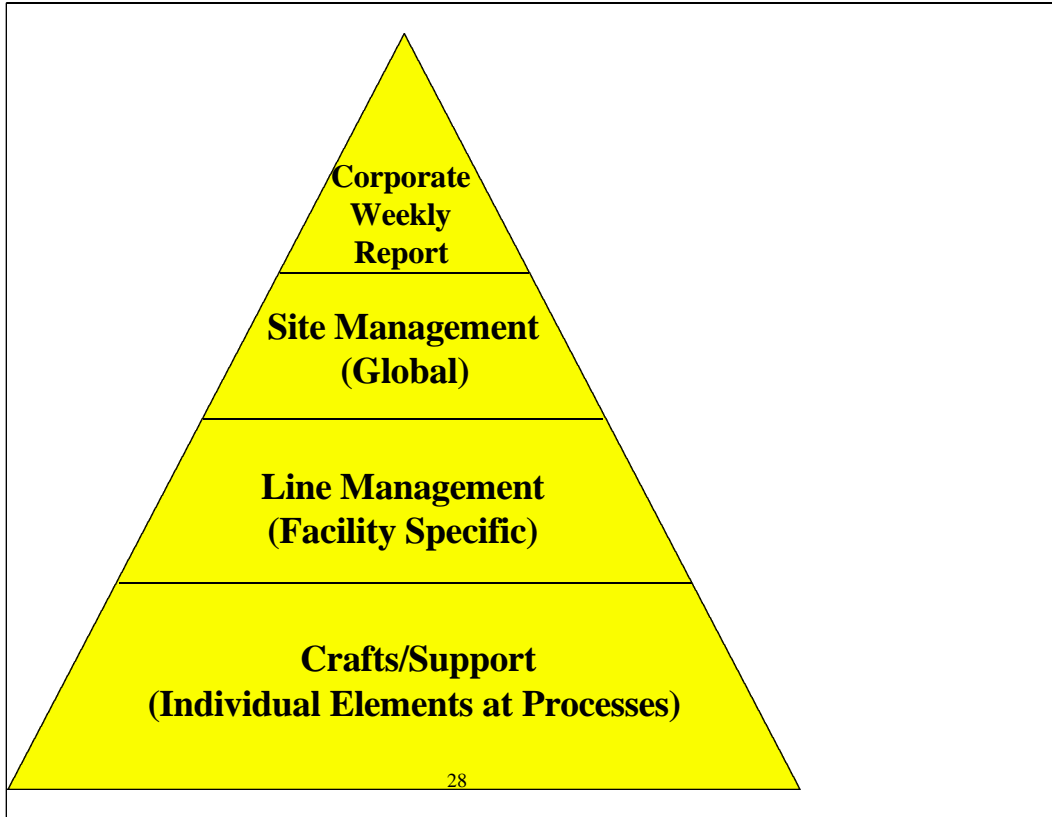 Corporate
Weekly
Report
Site Management
(Global)
Line Management
(Facility Specific)
Crafts/Support
(Individual Elements at Processes)
28